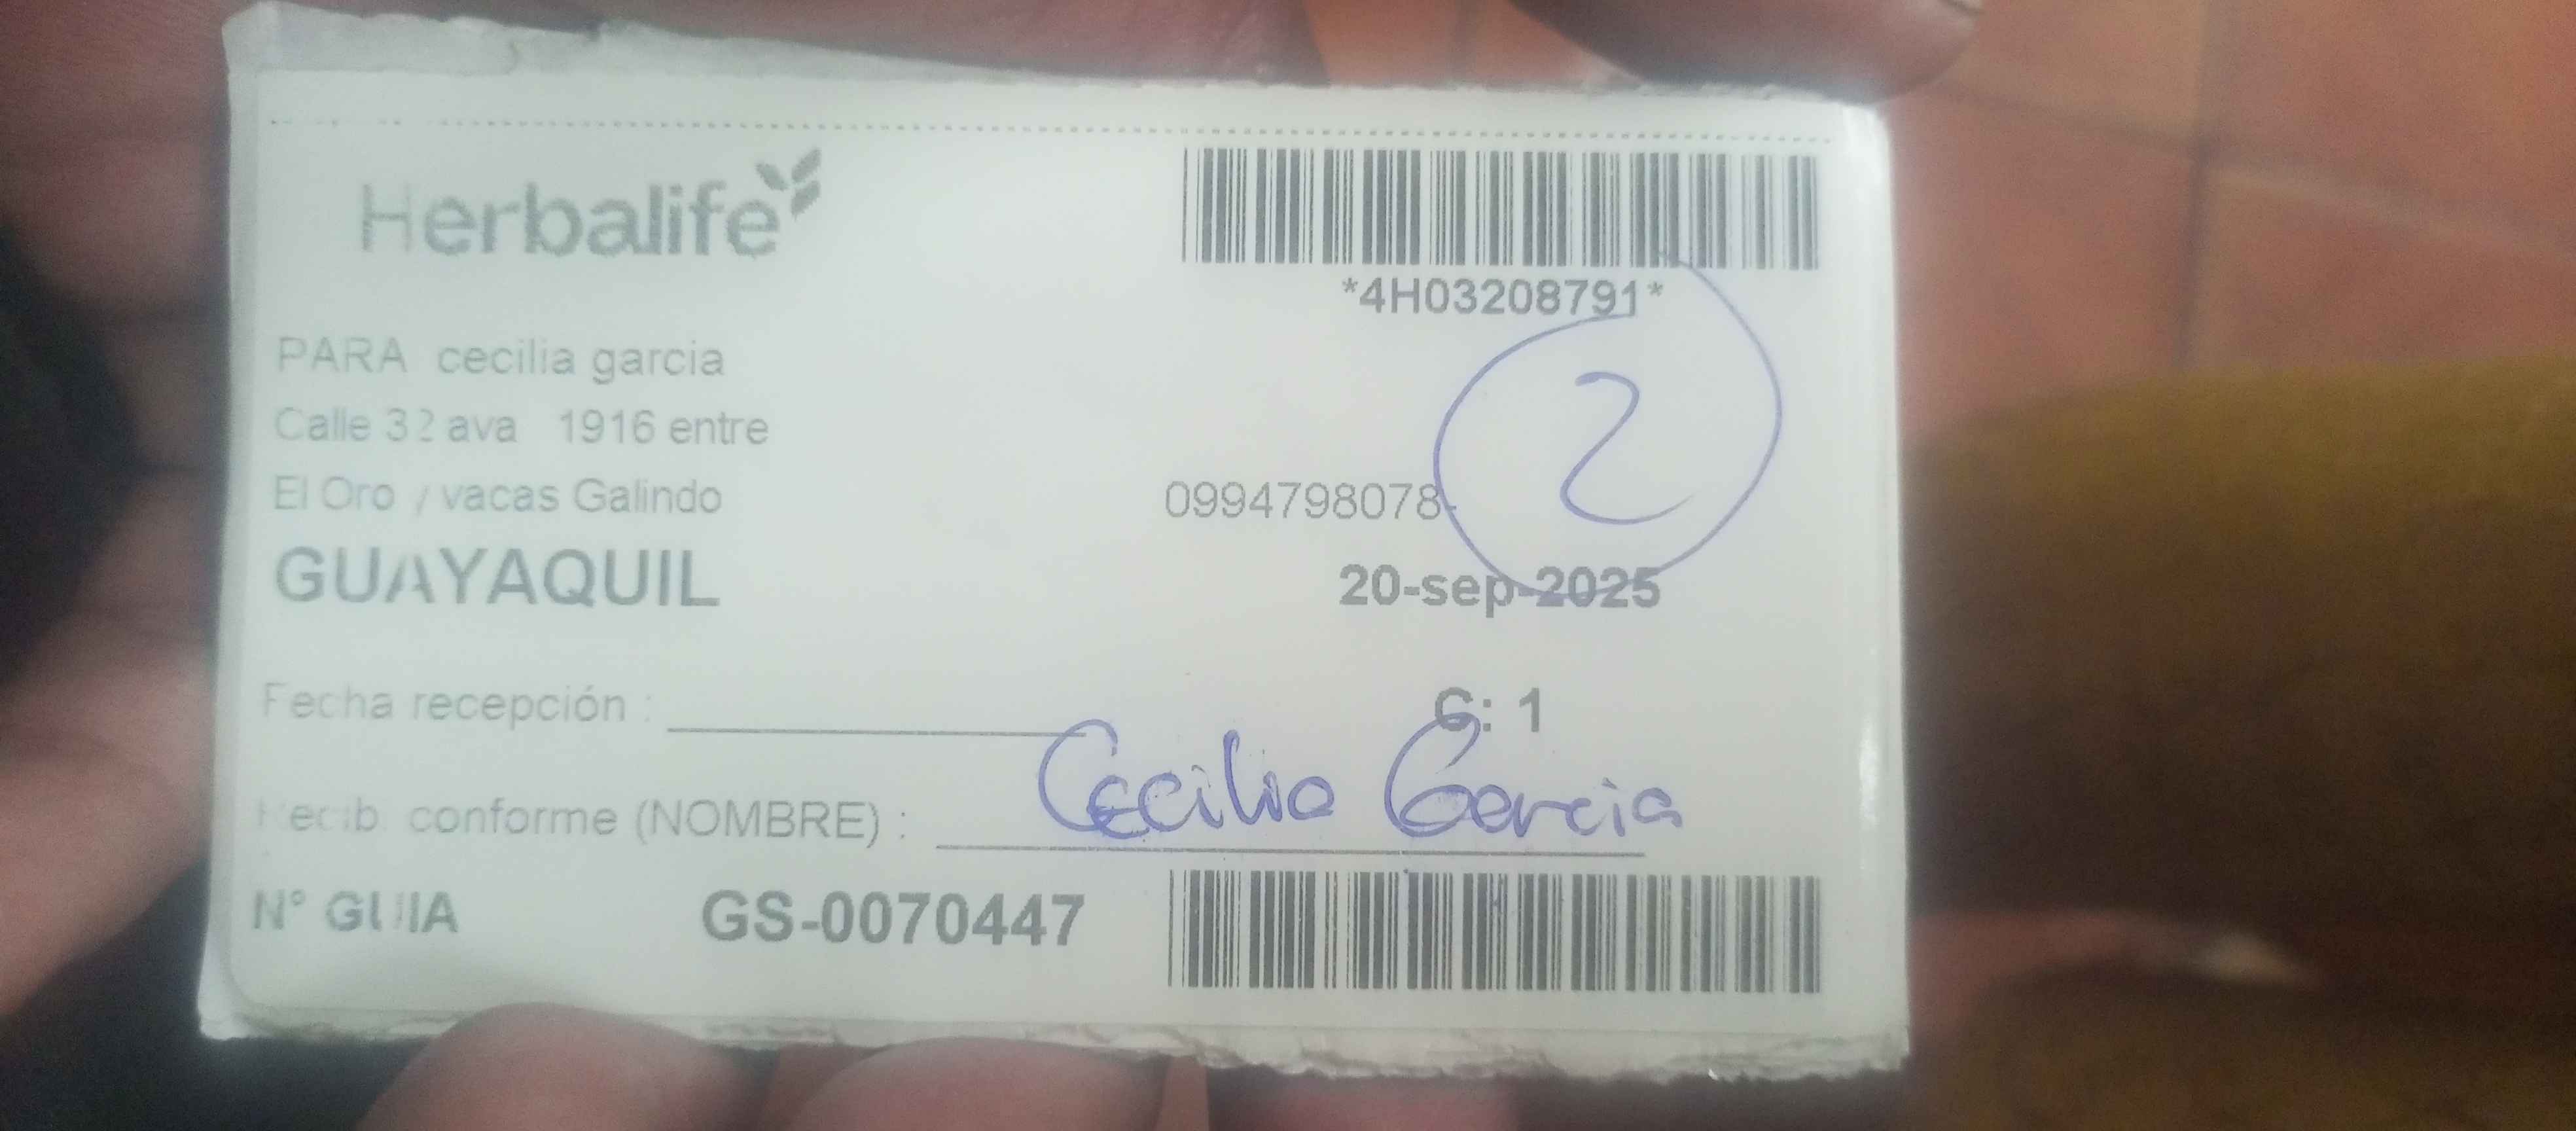 Herbalife
*4H03208791*
PARA cecilia garcia
2
Calle 32 ava 1916 entre
El Oro y vacas Galindo
0994798078-
GUAYAQUIL
20-sep-2025
Fecha recepción :
C: 1
Recib conforme (NOMBRE) : Cecilia Garcia
N° GUIA GS-0070447